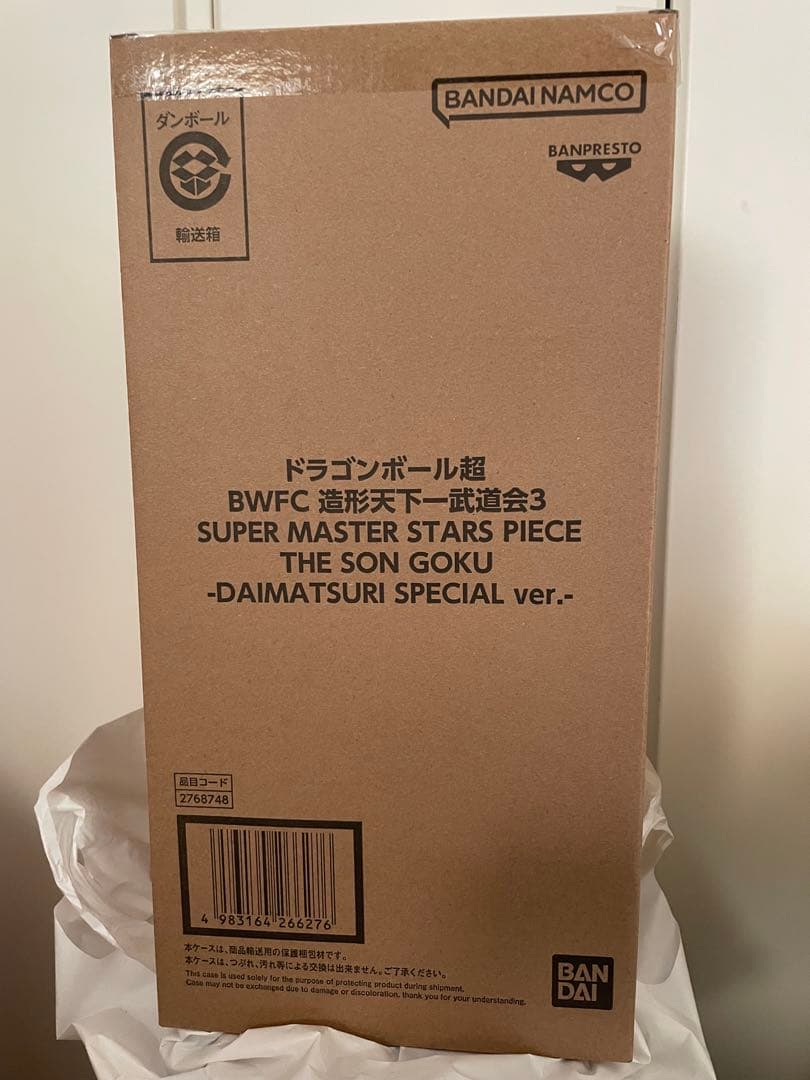 ダンボール
輸送箱
BANDAI NAMCO
BANPRESTO
ドラゴンボール超
BWFC 造形天下一武道会3
SUPER MASTER STARS PIECE
THE SON GOKU
-DAIMATSURI SPECIAL ver.-
品目コード
2768748
4 983164 266276
本ケースは、商品輸送用の保護梱包材です。
本ケースは、つぶれ、汚れ等による交換は出来ません。ご了承ください。
This case is used solely for the purpose of protecting product during shipment.
Case may not be exchanged due to damage or discoloration. thank you for your understanding.
BAN
DAI